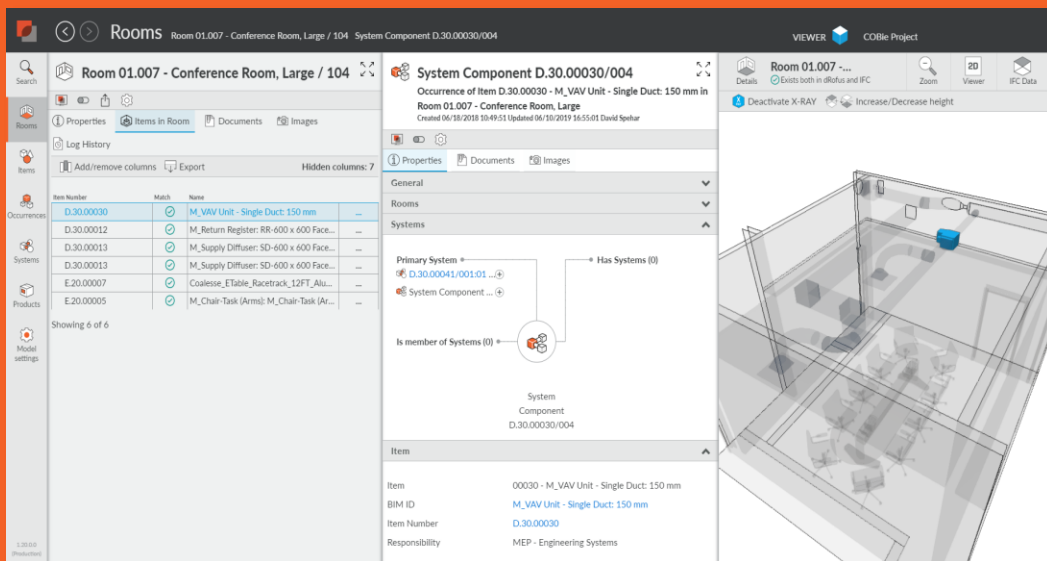 Rooms Room 01.007 - Conference Room, Large / 104 System Component D.30.00030/004
VIEWER COBie Project
Search
Rooms
Items
Occurrences
Systems
Products
Model settings
1.20.0.0
(Production)
Room 01.007 - Conference Room, Large / 104
Properties Items in Room Documents Images
Log History
Add/remove columns Export Hidden columns: 7
Item Number Match Name
D.30.00030 M_VAV Unit - Single Duct: 150 mm ...
D.30.00012 M_Return Register: RR-600 x 600 Face... ...
D.30.00013 M_Supply Diffuser: SD-600 x 600 Face... ...
D.30.00013 M_Supply Diffuser: SD-600 x 600 Face... ...
E.20.00007 Coalesse_ETable_Racetrack_12FT_Alu... ...
E.20.00005 M_Chair-Task (Arms): M_Chair-Task (Ar... ...
Showing 6 of 6
System Component D.30.00030/004
Occurrence of Item D.30.00030 - M_VAV Unit - Single Duct: 150 mm in
Room 01.007 - Conference Room, Large
Created 06/18/2018 10:49:51 Updated 06/10/2019 16:55:01 David Spehar
Properties Documents Images
General
Rooms
Systems
Primary System Has Systems (0)
D.30.00041/001:01 ...
System Component ...
Is member of Systems (0)
System
Component
D.30.00030/004
Item
Item 00030 - M_VAV Unit - Single Duct: 150 mm
BIM ID M_VAV Unit - Single Duct: 150 mm
Item Number D.30.00030
Responsibility MEP - Engineering Systems
Details
Room 01.007 -...
Exists both in dRofus and IFC
Zoom
2D
Viewer
IFC Data
Deactivate X-RAY Increase/Decrease height